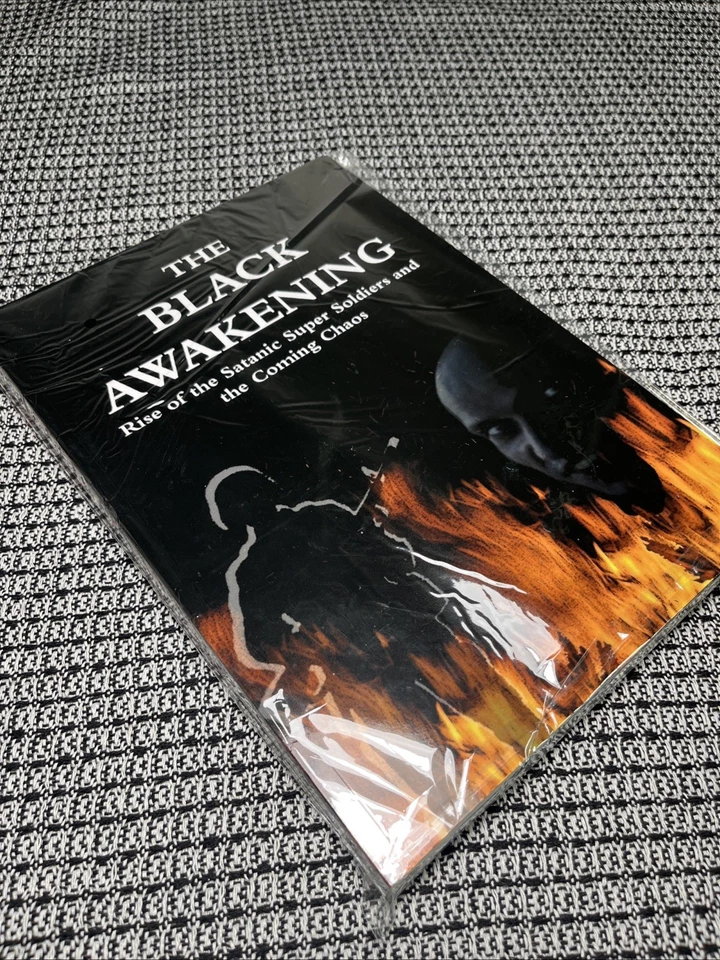 THE
BLACK
AWAKENING
Rise of the Satanic Super Soldiers and
the Coming Chaos